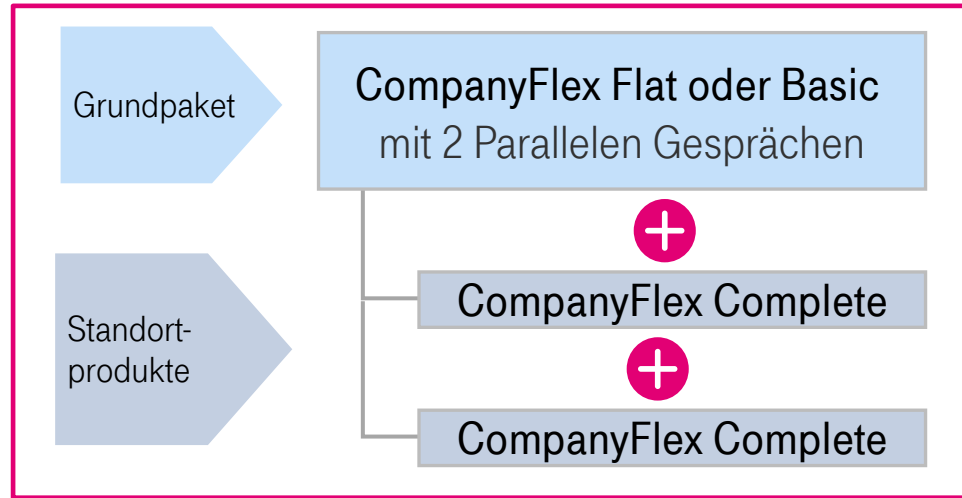 Grundpaket
CompanyFlex Flat oder Basic
mit 2 Parallelen Gesprächen
Standort-
produkte
CompanyFlex Complete
CompanyFlex Complete